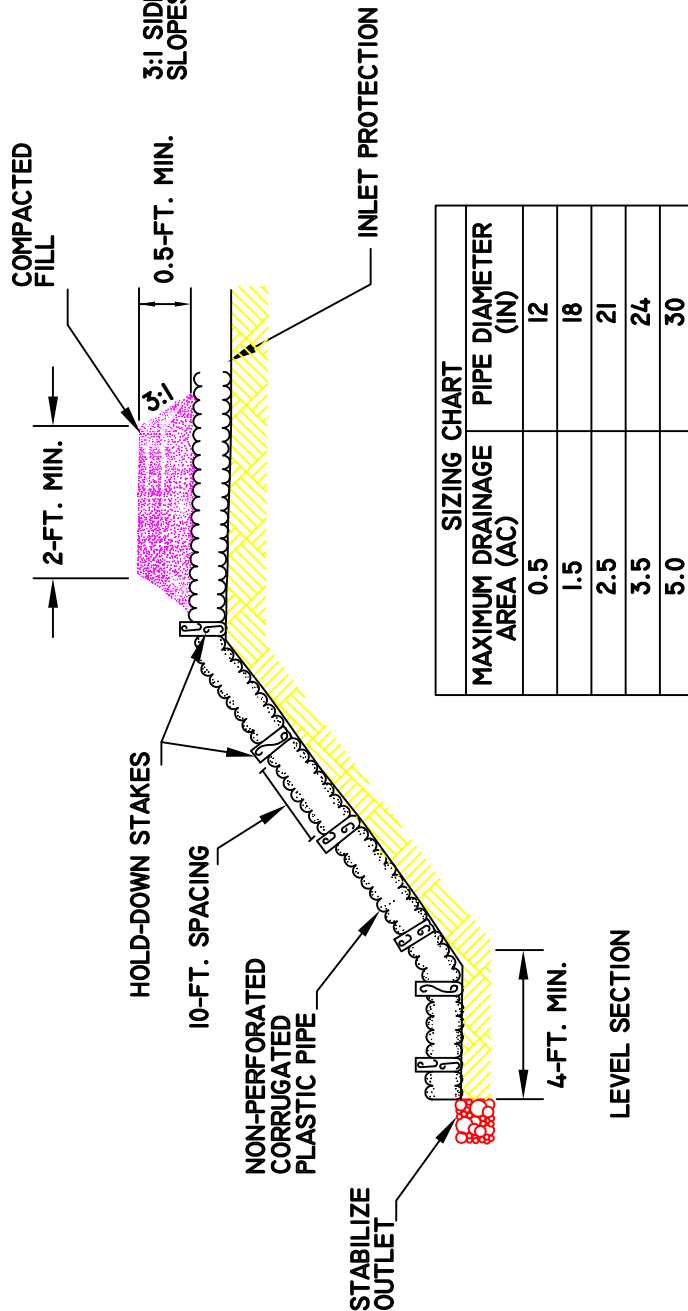 COMPACTED
FILL
3:1 SIDE
SLOPES
2-FT. MIN.
0.5-FT. MIN.
3:1
HOLD-DOWN STAKES
10-FT. SPACING
INLET PROTECTION
NON-PERFORATED
CORRUGATED
PLASTIC PIPE
STABILIZE
OUTLET
4-FT. MIN.
LEVEL SECTION
SIZING CHART
MAXIMUM DRAINAGE AREA (AC) PIPE DIAMETER (IN)
0.5 12
1.5 18
2.5 21
3.5 24
5.0 30